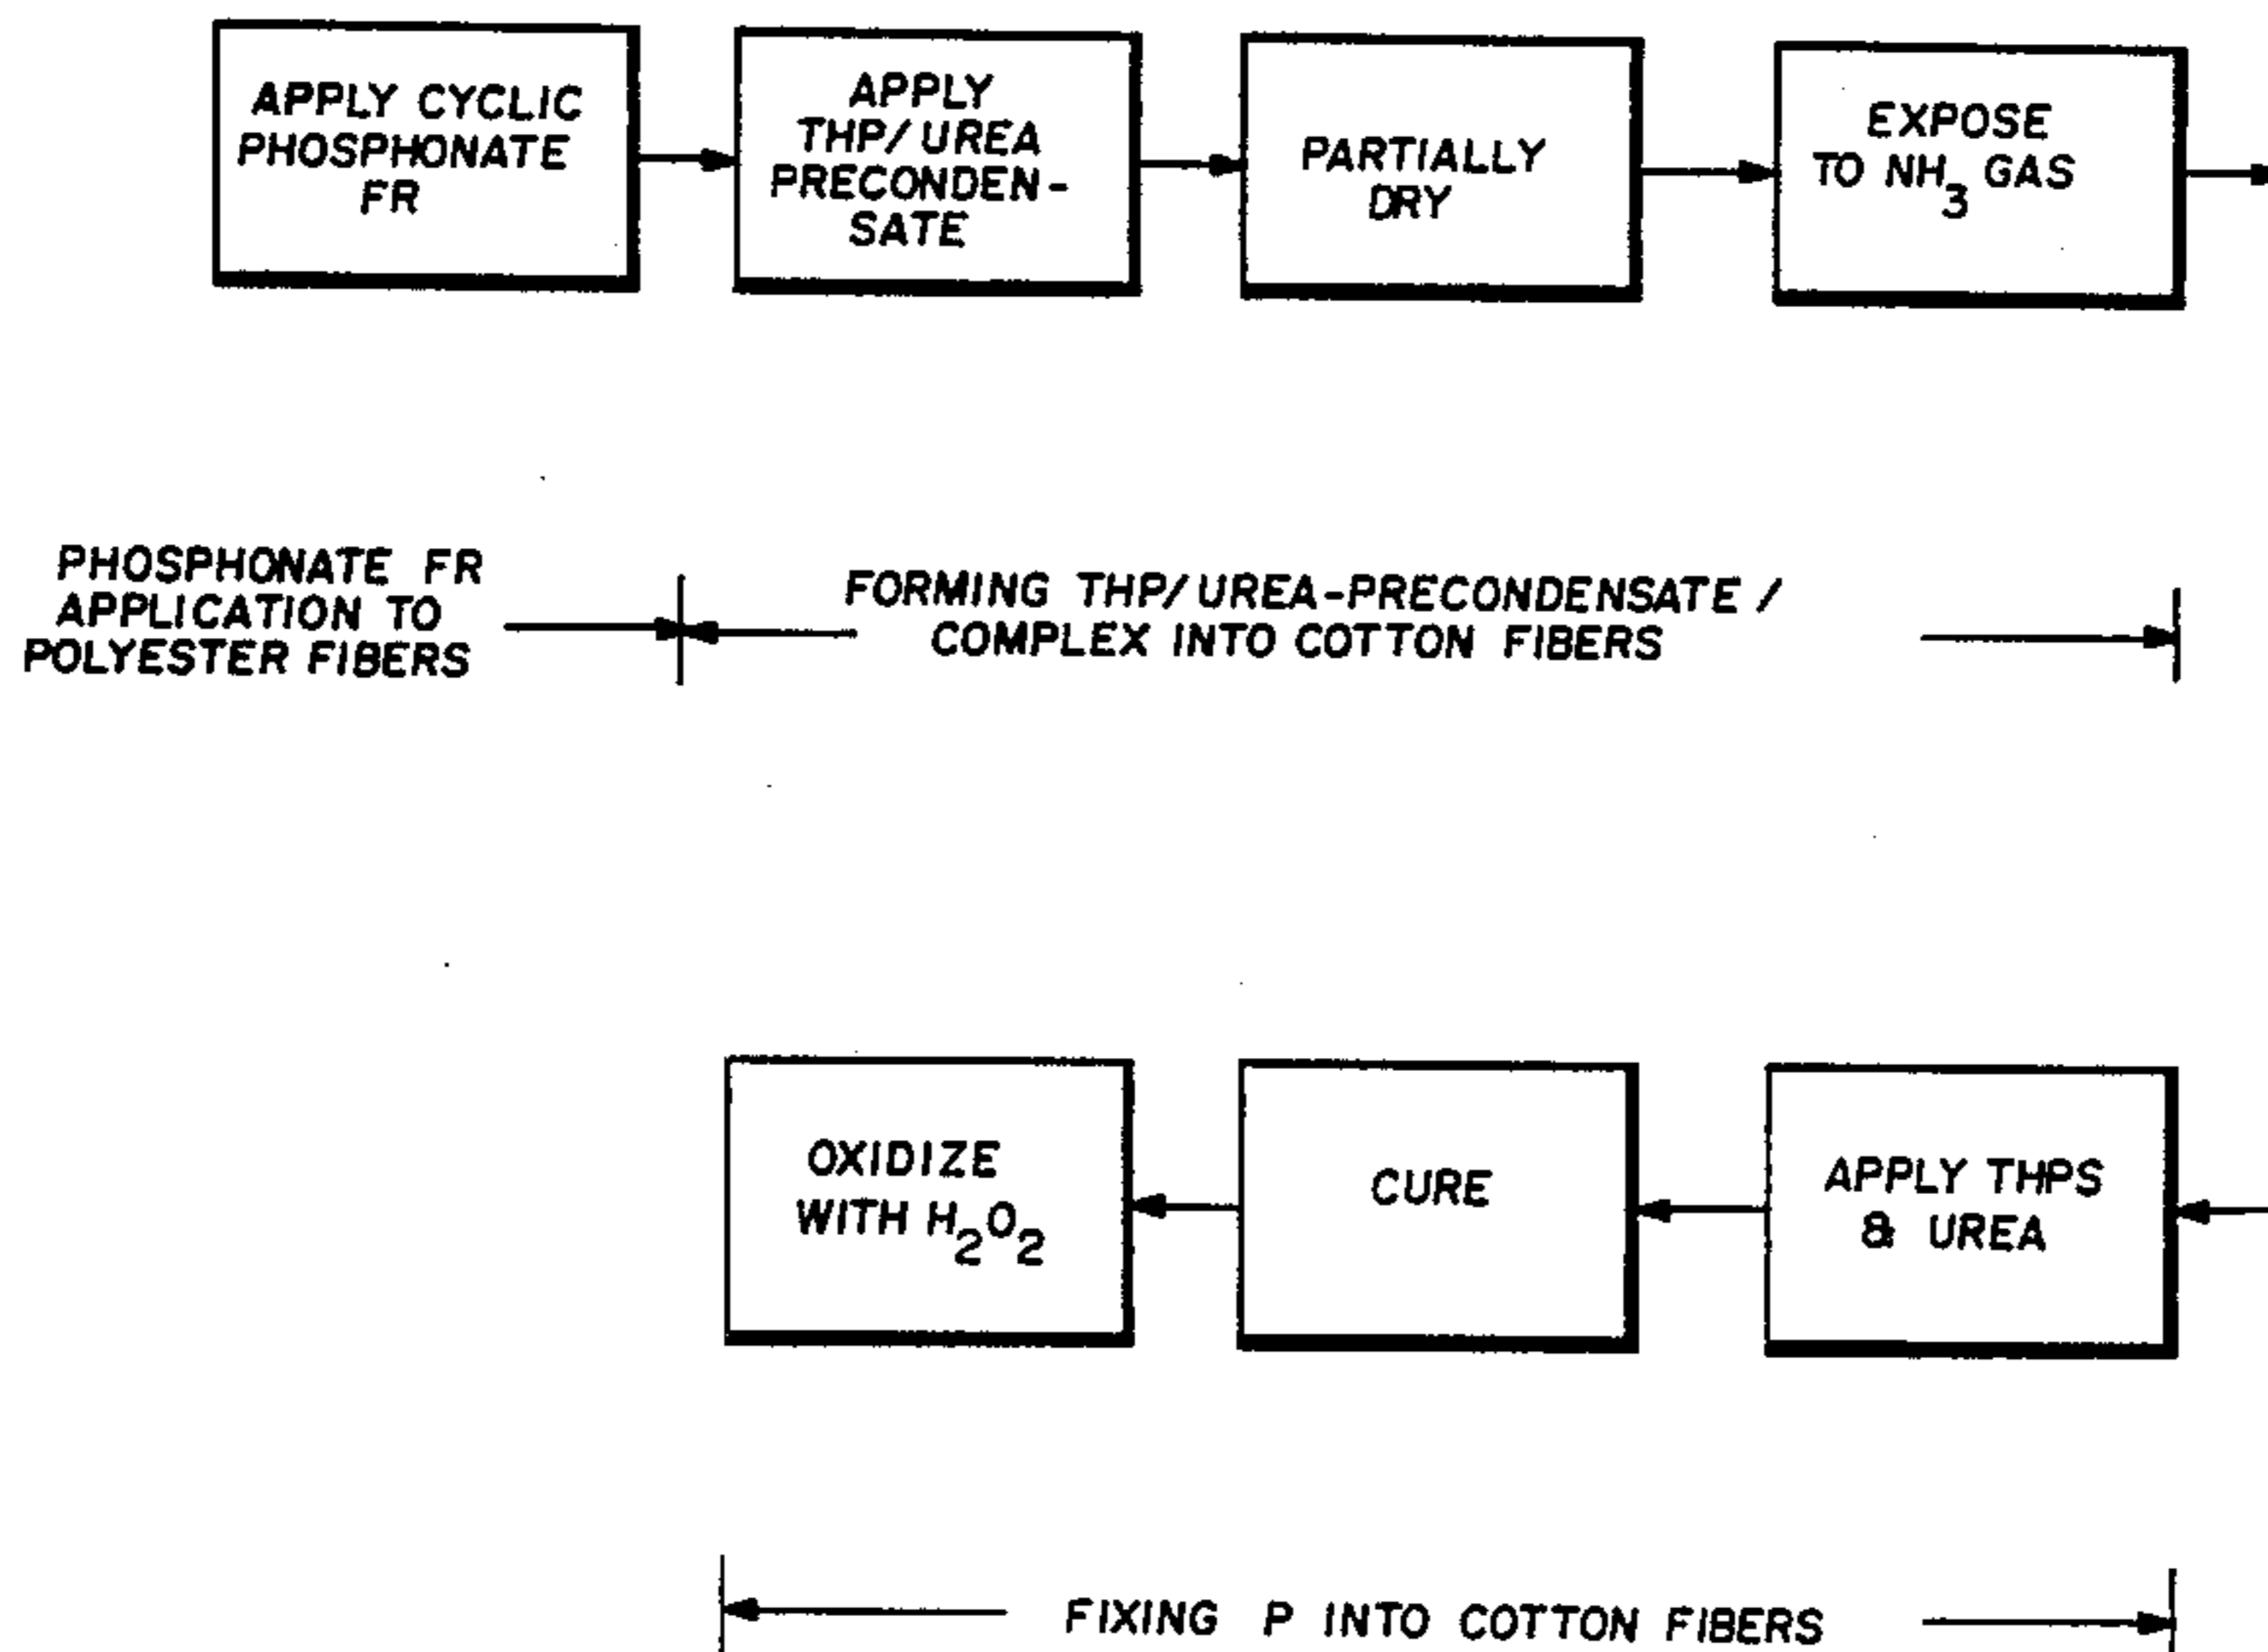 APPLY CYCLIC
PHOSPHONATE
FR
APPLY
THP/UREA
PRECONDEN-
SATE
PARTIALLY
DRY
EXPOSE
TO NH3 GAS
PHOSPHONATE FR
APPLICATION TO
POLYESTER FIBERS
FORMING THP/UREA-PRECONDENSATE /
COMPLEX INTO COTTON FIBERS
OXIDIZE
WITH H2O2
CURE
APPLY THPS
& UREA
FIXING P INTO COTTON FIBERS